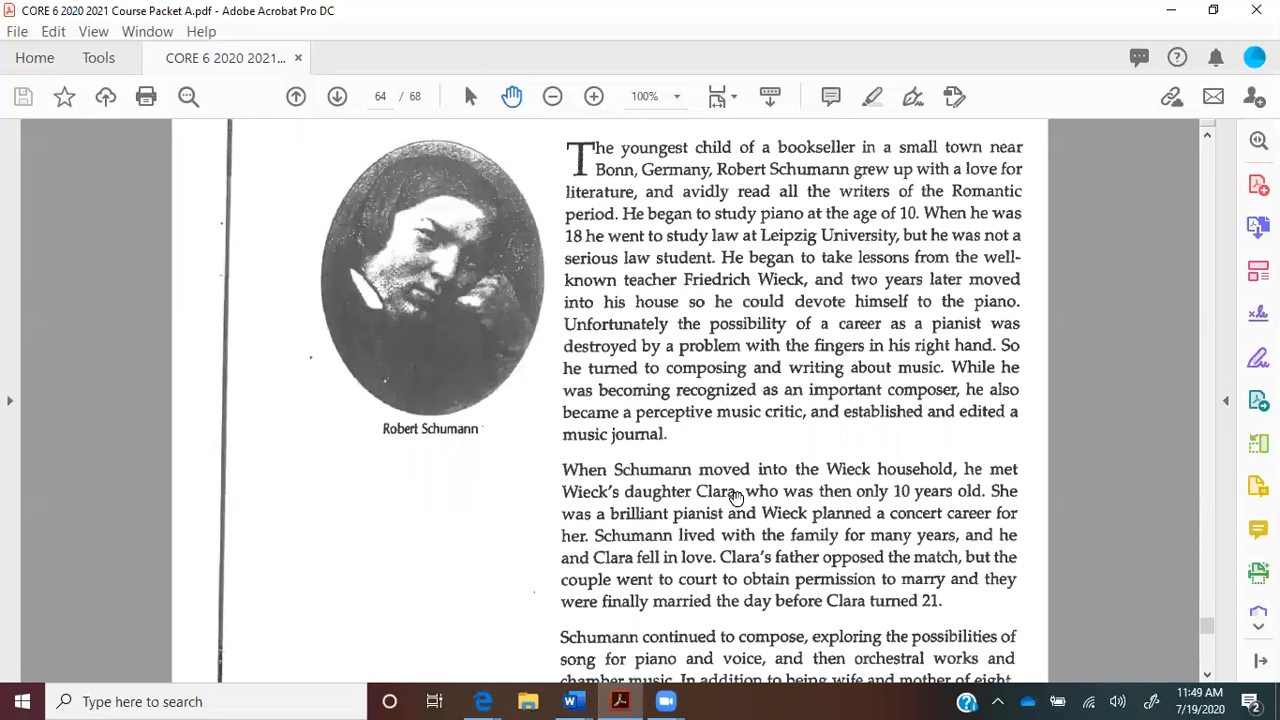 CORE 6 2020 2021 Course Packet A.pdf - Adobe Acrobat Pro DC
File Edit View Window Help
Home Tools CORE 6 2020 2021... ×
64 / 68 100%
The youngest child of a bookseller in a small town near
Bonn, Germany, Robert Schumann grew up with a love for
literature, and avidly read all the writers of the Romantic
period. He began to study piano at the age of 10. When he was
18 he went to study law at Leipzig University, but he was not a
serious law student. He began to take lessons from the well-
known teacher Friedrich Wieck, and two years later moved
into his house so he could devote himself to the piano.
Unfortunately the possibility of a career as a pianist was
destroyed by a problem with the fingers in his right hand. So
he turned to composing and writing about music. While he
was becoming recognized as an important composer, he also
became a perceptive music critic, and established and edited a
music journal.
Robert Schumann
When Schumann moved into the Wieck household, he met
Wieck's daughter Clara, who was then only 10 years old. She
was a brilliant pianist and Wieck planned a concert career for
her. Schumann lived with the family for many years, and he
and Clara fell in love. Clara's father opposed the match, but the
couple went to court to obtain permission to marry and they
were finally married the day before Clara turned 21.
Schumann continued to compose, exploring the possibilities of
song for piano and voice, and then orchestral works and
chamber music. In addition to being wife and mother of eight,
Type here to search
11:49 AM
7/19/2020
2